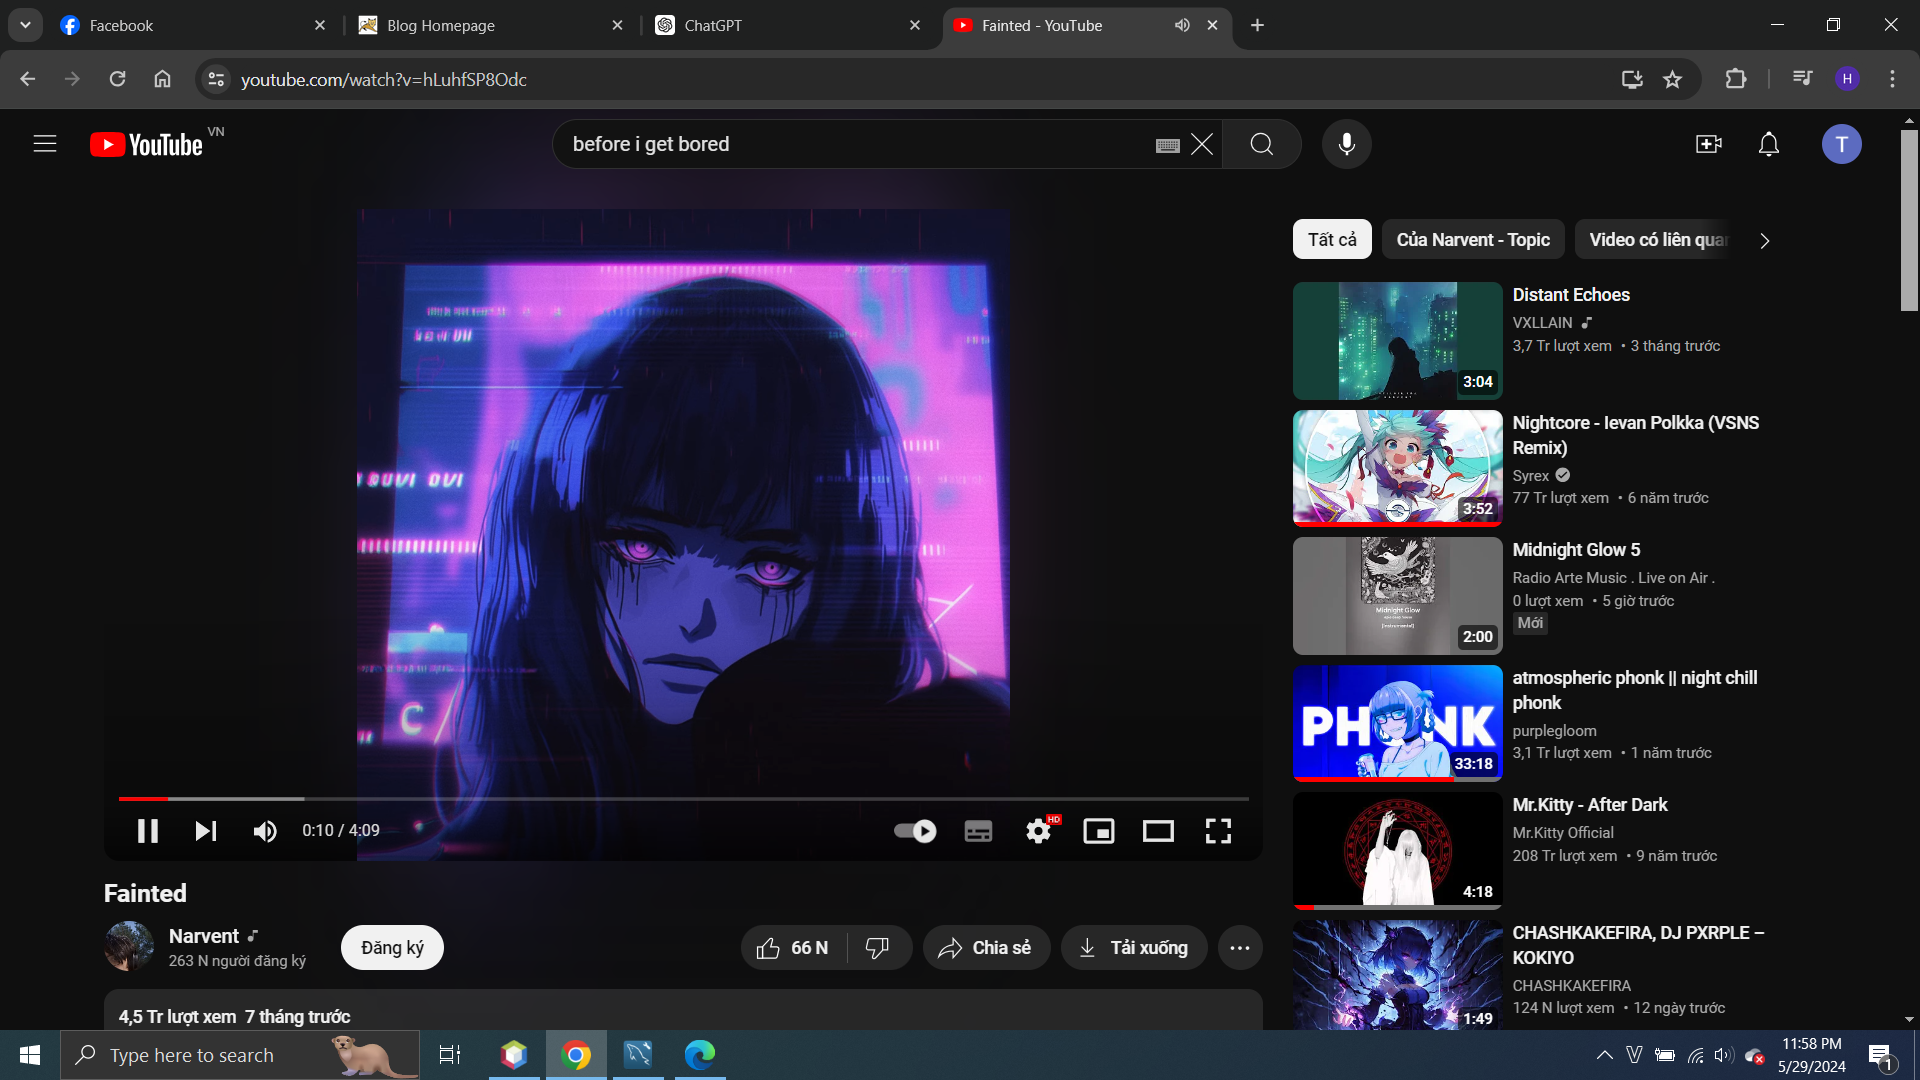 Facebook
Blog Homepage
ChatGPT
Fainted - YouTube
youtube.com/watch?v=hLuhfSP8Odc
H
YouTube VN
before i get bored
T
Tất cả
Của Narvent - Topic
Video có liên quan
Distant Echoes
VXLLAIN
3,7 Tr lượt xem • 3 tháng trước
3:04
Nightcore - Ievan Polkka (VSNS
Remix)
Syrex
77 Tr lượt xem • 6 năm trước
3:52
Midnight Glow 5
Radio Arte Music . Live on Air .
0 lượt xem • 5 giờ trước
Mới
Midnight Glow
[instrumental]
2:00
atmospheric phonk || night chill
phonk
purplegloom
3,1 Tr lượt xem • 1 năm trước
PHONK
33:18
Mr.Kitty - After Dark
Mr.Kitty Official
208 Tr lượt xem • 9 năm trước
4:18
CHASHKAKEFIRA, DJ PXRPLE –
KOKIYO
CHASHKAKEFIRA
124 N lượt xem • 12 ngày trước
1:49
0:10 / 4:09
HD
Fainted
Narvent
263 N người đăng ký
Đăng ký
66 N
Chia sẻ
Tải xuống
4,5 Tr lượt xem 7 tháng trước
Type here to search
11:58 PM
5/29/2024
1